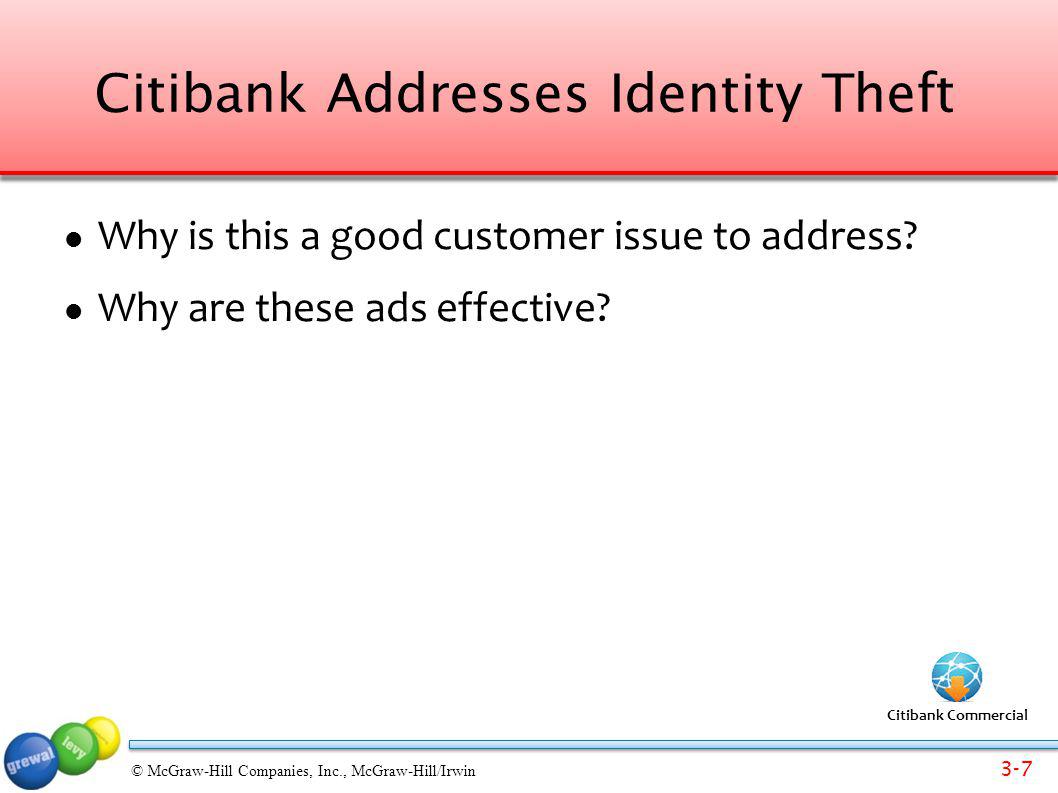 Citibank Addresses Identity Theft
● Why is this a good customer issue to address?
● Why are these ads effective?
Citibank Commercial
grewal levy
© McGraw-Hill Companies, Inc., McGraw-Hill/Irwin
3-7